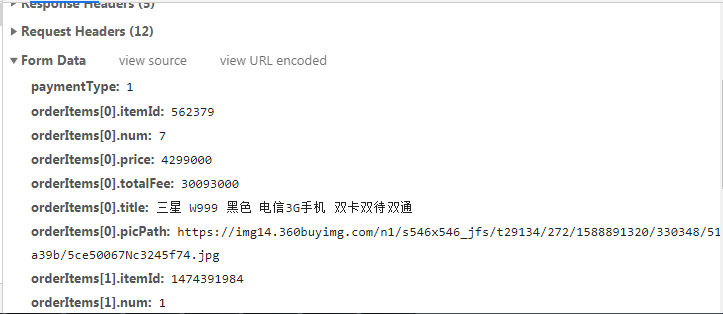 Response Headers (5)
Request Headers (12)
Form Data view source view URL encoded
paymentType: 1
orderItems[0].itemId: 562379
orderItems[0].num: 7
orderItems[0].price: 4299000
orderItems[0].totalFee: 30093000
orderItems[0].title: 三星 W999 黑色 电信3G手机 双卡双待双通
orderItems[0].picPath: https://img14.360buyimg.com/n1/s546x546_jfs/t29134/272/1588891320/330348/51
a39b/5ce50067Nc3245f74.jpg
orderItems[1].itemId: 1474391984
orderItems[1].num: 1